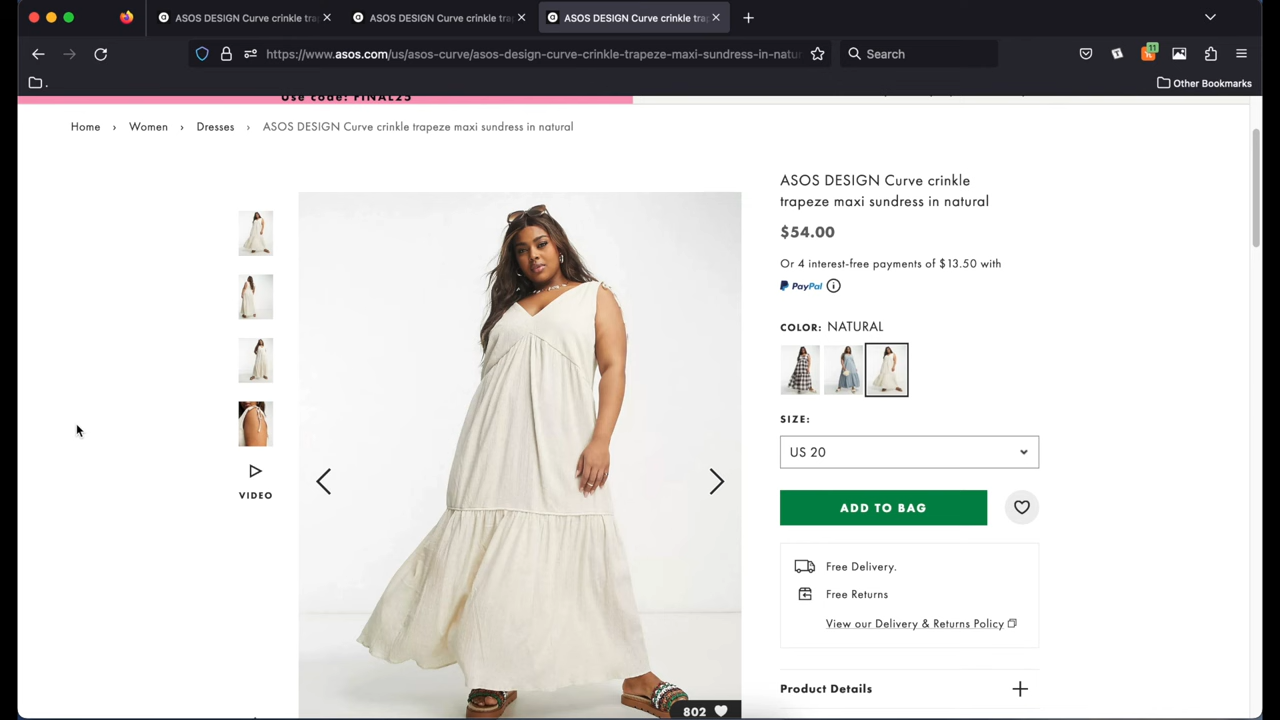 ASOS DESIGN Curve crinkle tra
ASOS DESIGN Curve crinkle tra
ASOS DESIGN Curve crinkle tra
https://www.asos.com/us/asos-curve/asos-design-curve-crinkle-trapeze-maxi-sundress-in-natu
Search
11
.
Other Bookmarks
Use code: FINAL25
Home › Women › Dresses › ASOS DESIGN Curve crinkle trapeze maxi sundress in natural
ASOS DESIGN Curve crinkle
trapeze maxi sundress in natural
$54.00
Or 4 interest-free payments of $13.50 with
PayPal
COLOR: NATURAL
SIZE:
US 20
ADD TO BAG
VIDEO
Free Delivery.
Free Returns
View our Delivery & Returns Policy
Product Details
802